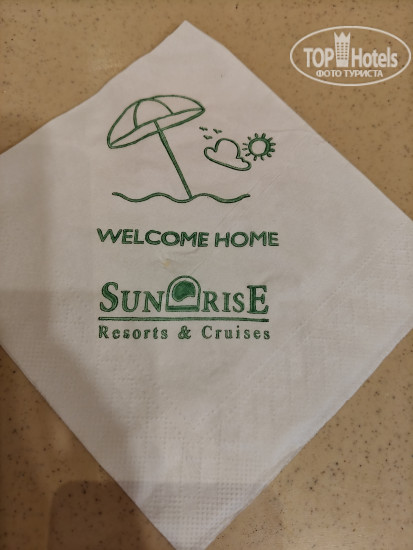 TOP Hotels
ФОТО ТУРИСТА
WELCOME HOME
SUNRISE
Resorts & Cruises